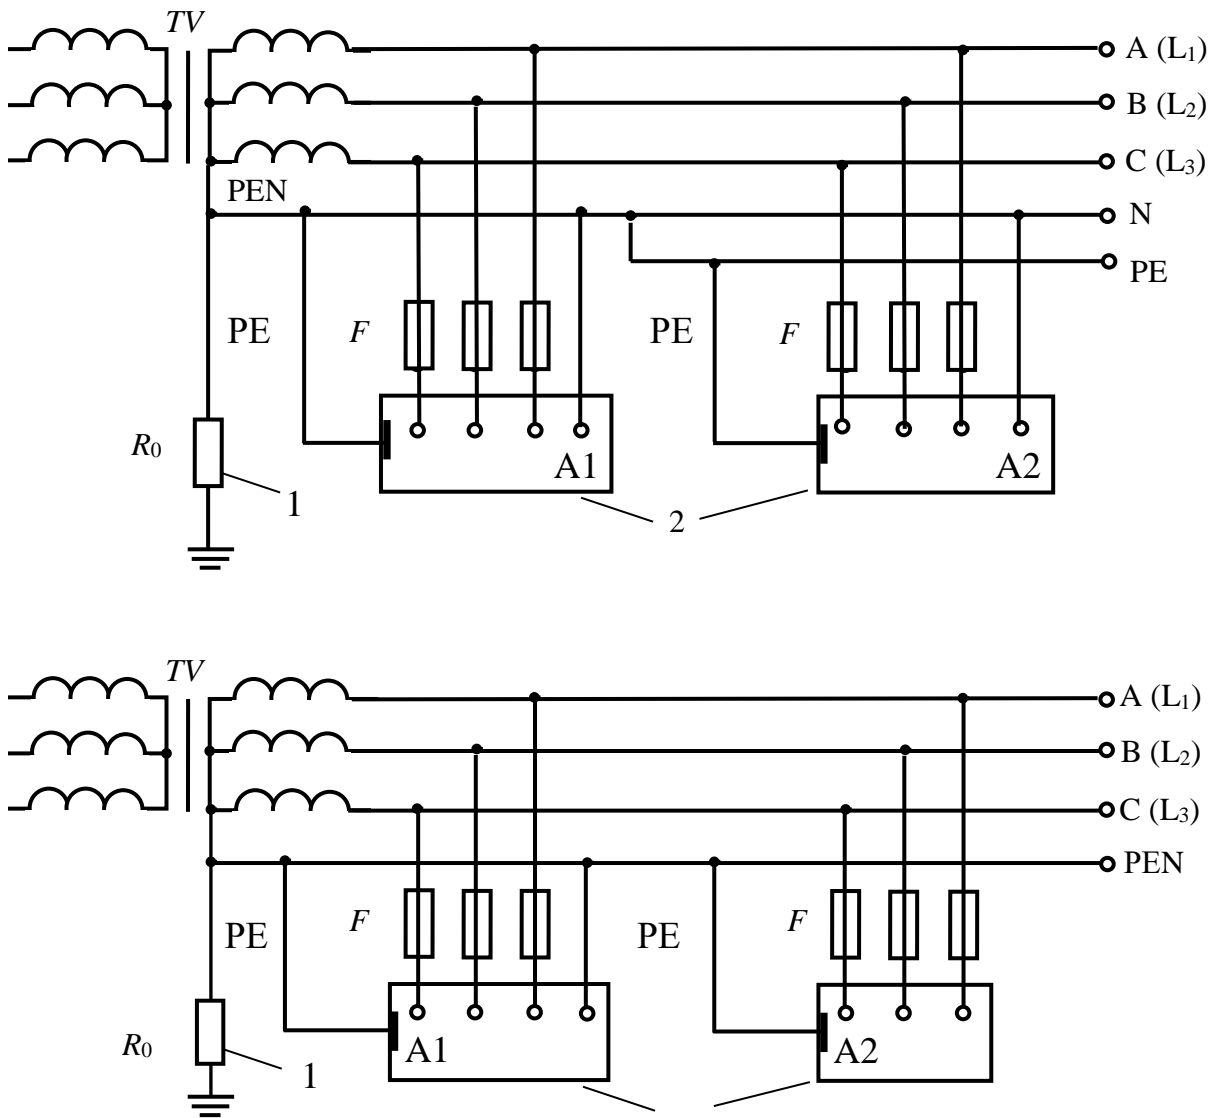 TV
A (L₁)
B (L₂)
C (L₃)
PEN
N
PE
PE
F
PE
F
R₀
1
A1
A2
2
TV
A (L₁)
B (L₂)
C (L₃)
PEN
PE
F
PE
F
R₀
1
A1
A2